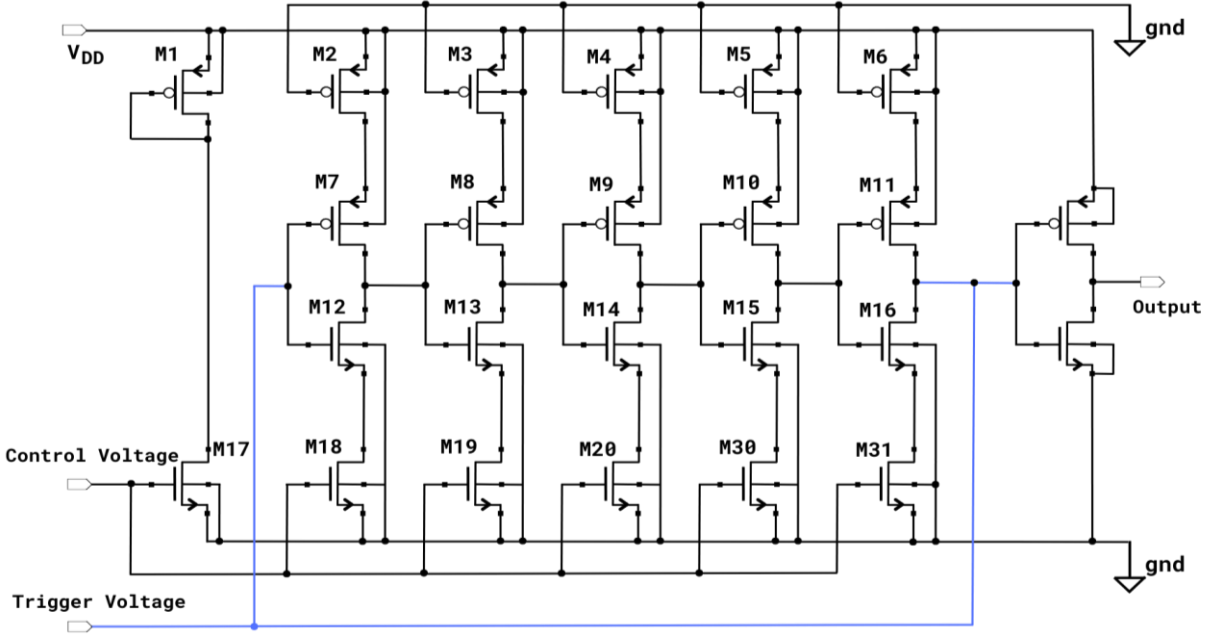 gnd
V_DD
M1
M2
M3
M4
M5
M6
M7
M8
M9
M10
M11
M12
M13
M14
M15
M16
Output
Control Voltage
M17
M18
M19
M20
M30
M31
gnd
Trigger Voltage